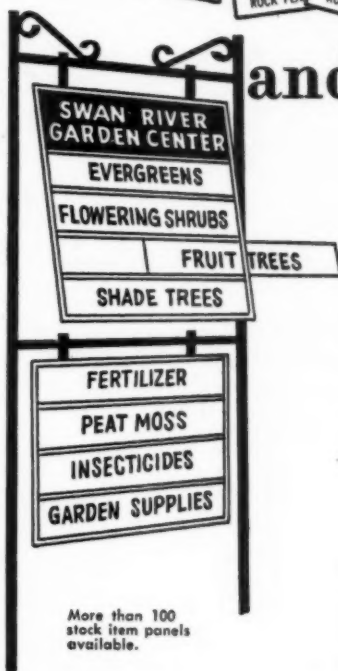 and
SWAN RIVER
GARDEN CENTER
EVERGREENS
FLOWERING SHRUBS
FRUIT TREES
SHADE TREES
FERTILIZER
PEAT MOSS
INSECTICIDES
GARDEN SUPPLIES
More than 100
stock item panels
available.